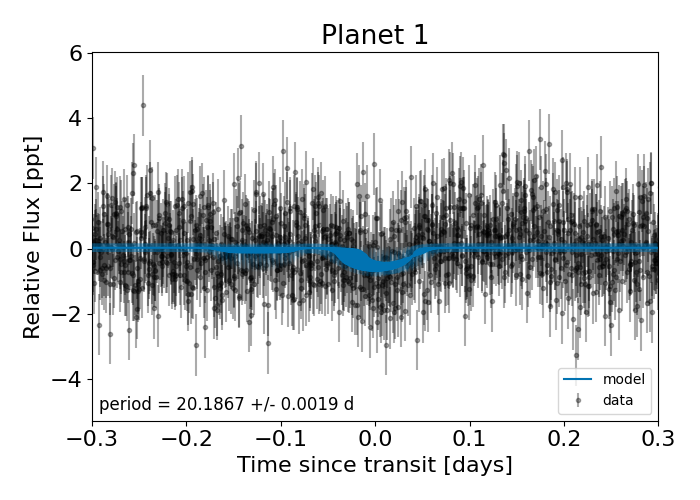 Planet 1
Relative Flux [ppt]
6
4
2
0
−2
−4
period = 20.1867 +/- 0.0019 d
model
data
−0.3
−0.2
−0.1
0.0
0.1
0.2
0.3
Time since transit [days]